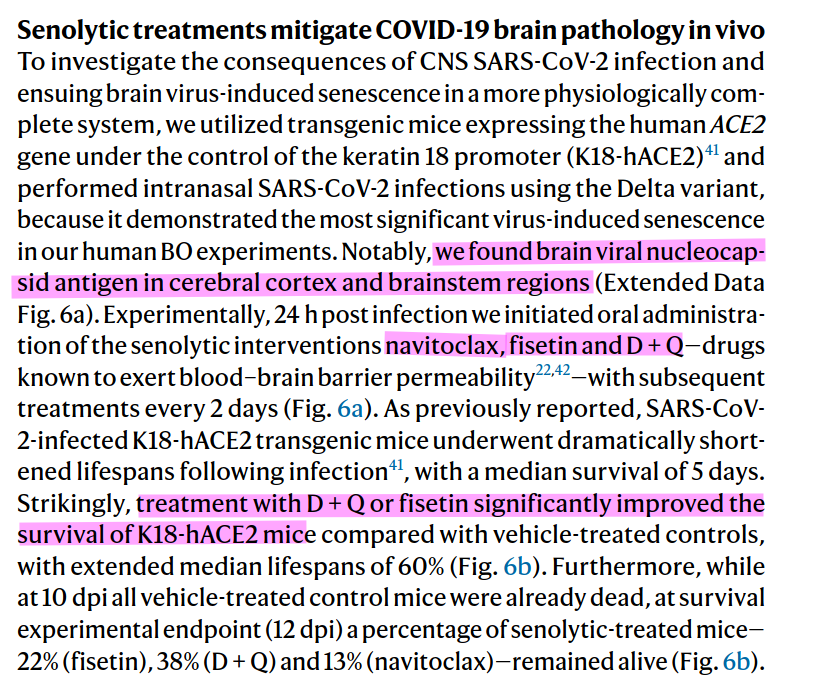 Senolytic treatments mitigate COVID-19 brain pathology in vivo
To investigate the consequences of CNS SARS-CoV-2 infection and
ensuing brain virus-induced senescence in a more physiologically com-
plete system, we utilized transgenic mice expressing the human ACE2
gene under the control of the keratin 18 promoter (K18-hACE2)41 and
performed intranasal SARS-CoV-2 infections using the Delta variant,
because it demonstrated the most significant virus-induced senescence
in our human BO experiments. Notably, we found brain viral nucleocap-
sid antigen in cerebral cortex and brainstem regions (Extended Data
Fig. 6a). Experimentally, 24 h post infection we initiated oral administra-
tion of the senolytic interventions navitoclax, fisetin and D + Q—drugs
known to exert blood–brain barrier permeability22,42—with subsequent
treatments every 2 days (Fig. 6a). As previously reported, SARS-CoV-
2-infected K18-hACE2 transgenic mice underwent dramatically short-
ened lifespans following infection41, with a median survival of 5 days.
Strikingly, treatment with D + Q or fisetin significantly improved the
survival of K18-hACE2 mice compared with vehicle-treated controls,
with extended median lifespans of 60% (Fig. 6b). Furthermore, while
at 10 dpi all vehicle-treated control mice were already dead, at survival
experimental endpoint (12 dpi) a percentage of senolytic-treated mice—
22% (fisetin), 38% (D + Q) and 13% (navitoclax)—remained alive (Fig. 6b).